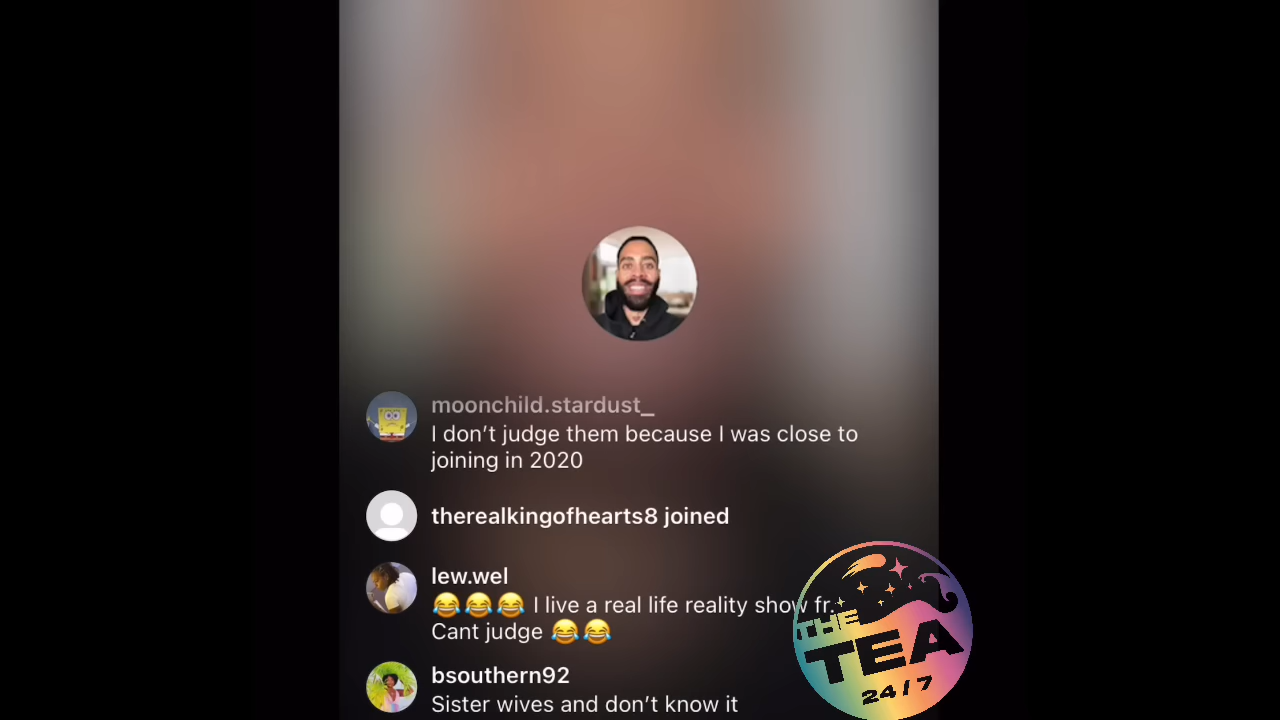 moonchild.stardust_
I don’t judge them because I was close to
joining in 2020
therealkingofhearts8 joined
lew.wel
😂😂😂 I live a real life reality show fr.
Cant judge 😂😂
bsouthern92
Sister wives and don’t know it
THE
TEA
24/7